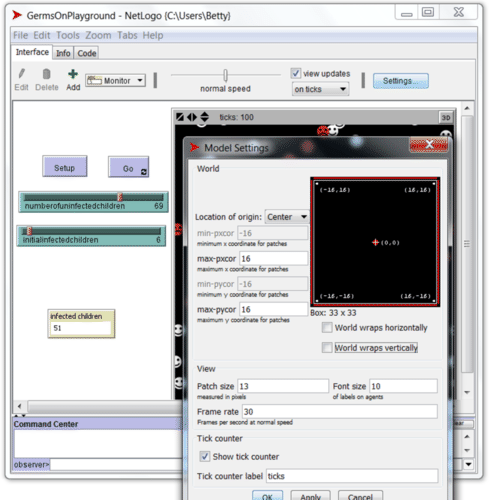 GermsOnPlayground - NetLogo {C:\Users\Betty}
File Edit Tools Zoom Tabs Help
Interface Info Code
Edit Delete Add Monitor normal speed view updates on ticks Settings...
ticks: 100 3D
Setup Go
numberofuninfectedchildren 69
initialinfectedchildren 6
infected children
51
Model Settings
World
Location of origin: Center
min-pxcor -16
minimum x coordinate for patches
max-pxcor 16
maximum x coordinate for patches
min-pycor -16
minimum y coordinate for patches
max-pycor 16
maximum y coordinate for patches
(-16,16) (16,16)
(0,0)
(-16,-16) (16,-16)
Box: 33 x 33
World wraps horizontally
World wraps vertically
View
Patch size 13 Font size 10
measured in pixels of labels on agents
Frame rate 30
Frames per second at normal speed
Tick counter
Show tick counter
Tick counter label ticks
OK Apply Cancel
Command Center
observer>